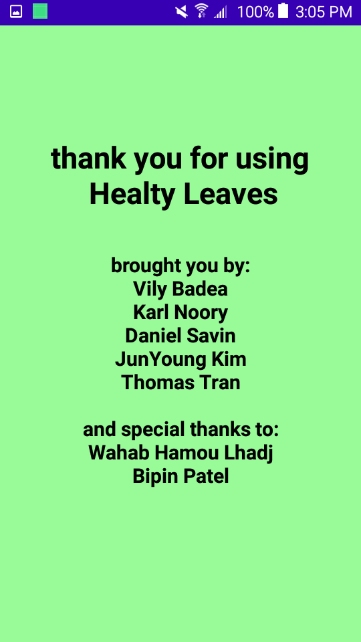 100% 3:05 PM
thank you for using
Healty Leaves
brought you by:
Vily Badea
Karl Noory
Daniel Savin
JunYoung Kim
Thomas Tran
and special thanks to:
Wahab Hamou Lhadj
Bipin Patel